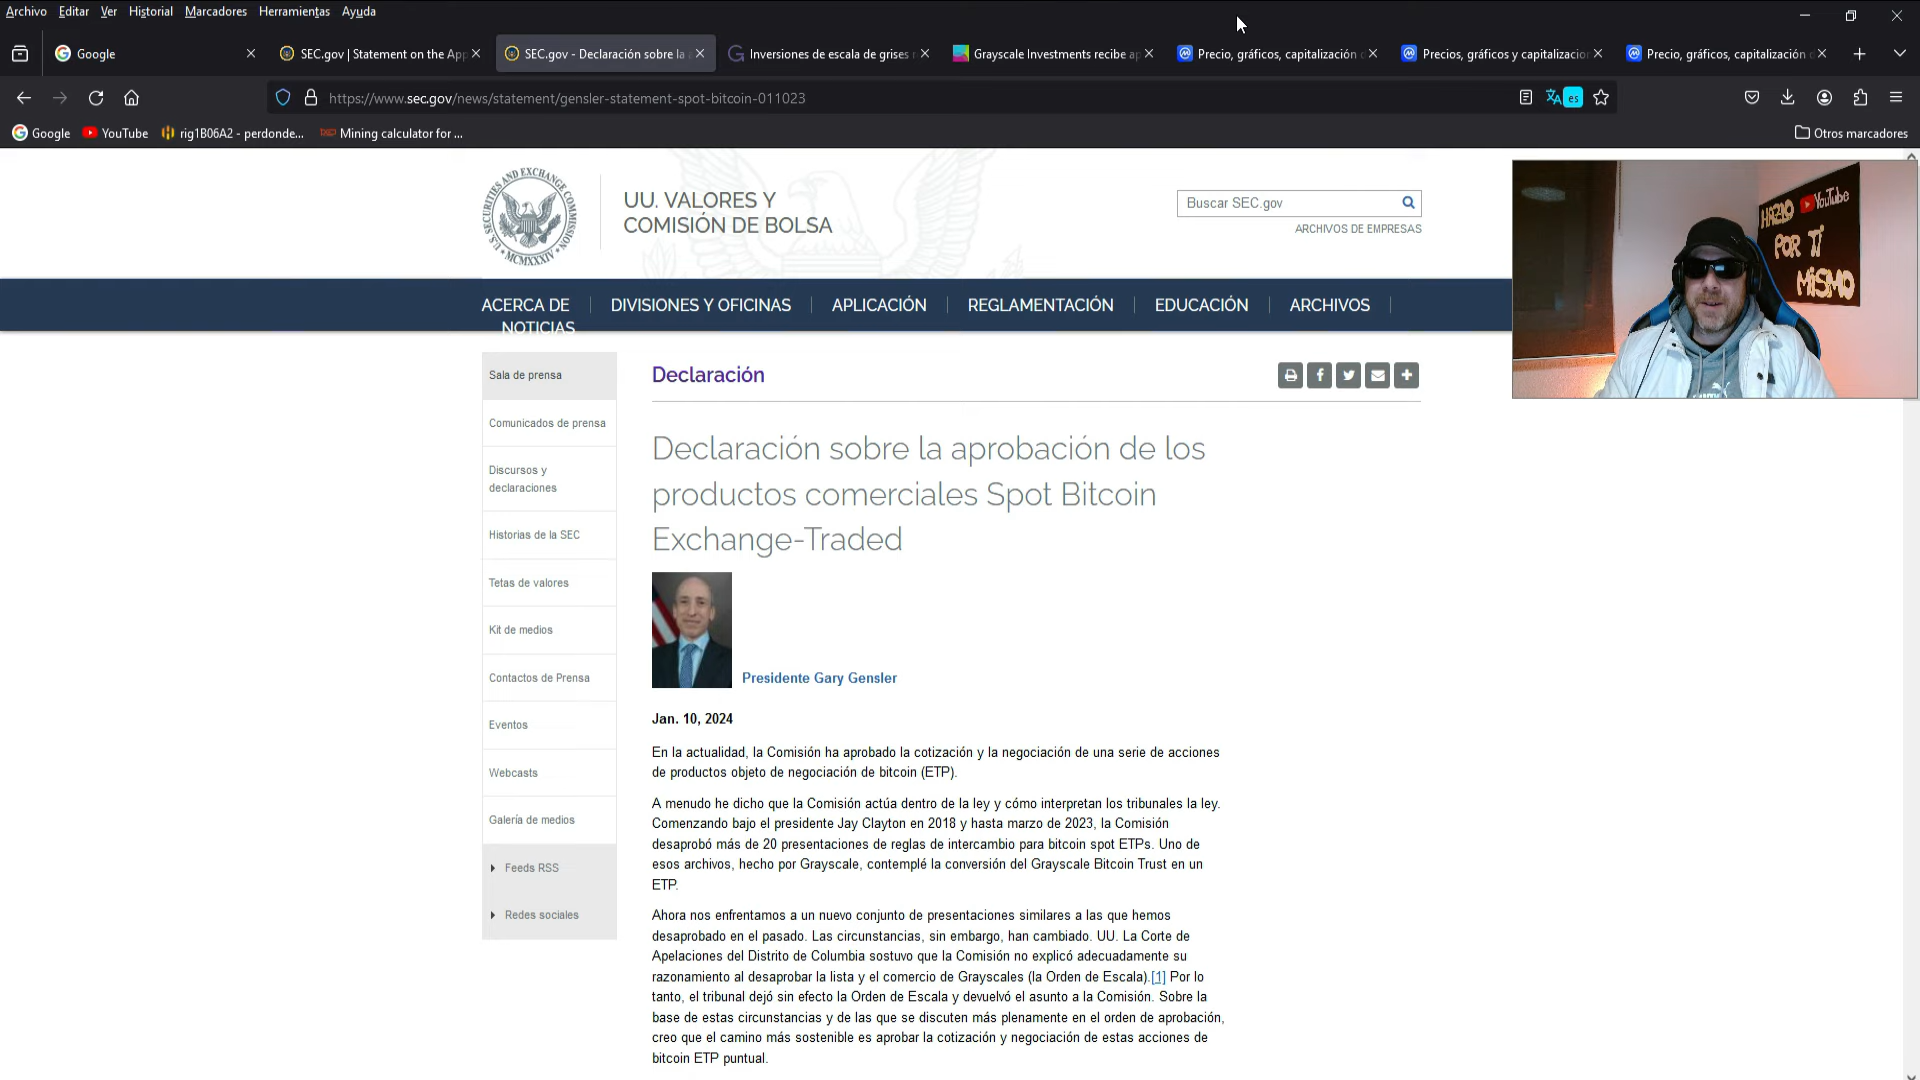 Archivo Editar Ver Historial Marcadores Herramientas Ayuda
Google
SEC.gov | Statement on the App
SEC.gov - Declaración sobre la
Inversiones de escala de grises
Grayscale Investments recibe ap
Precio, gráficos, capitalización
Precios, gráficos y capitalizacion
Precio, gráficos, capitalización
https://www.sec.gov/news/statement/gensler-statement-spot-bitcoin-011023
es
Google YouTube rig1B06A2 - perdonde... Mining calculator for ...
Otros marcadores
SECURITIES AND EXCHANGE COMMISSION
U.S.
MCMXXXIV
UU. VALORES Y
COMISIÓN DE BOLSA
Buscar SEC.gov
ARCHIVOS DE EMPRESAS
HAZLO
YouTube
POR TÍ
MISMO
ACERCA DE DIVISIONES Y OFICINAS APLICACIÓN REGLAMENTACIÓN EDUCACIÓN ARCHIVOS
NOTICIAS
Sala de prensa
Comunicados de prensa
Discursos y
declaraciones
Historias de la SEC
Tetas de valores
Kit de medios
Contactos de Prensa
Eventos
Webcasts
Galería de medios
Feeds RSS
Redes sociales
Declaración
Declaración sobre la aprobación de los
productos comerciales Spot Bitcoin
Exchange-Traded
Presidente Gary Gensler
Jan. 10, 2024
En la actualidad, la Comisión ha aprobado la cotización y la negociación de una serie de acciones
de productos objeto de negociación de bitcoin (ETP).
A menudo he dicho que la Comisión actúa dentro de la ley y cómo interpretan los tribunales la ley.
Comenzando bajo el presidente Jay Clayton en 2018 y hasta marzo de 2023, la Comisión
desaprobó más de 20 presentaciones de reglas de intercambio para bitcoin spot ETPs. Uno de
esos archivos, hecho por Grayscale, contemplé la conversión del Grayscale Bitcoin Trust en un
ETP.
Ahora nos enfrentamos a un nuevo conjunto de presentaciones similares a las que hemos
desaprobado en el pasado. Las circunstancias, sin embargo, han cambiado. UU. La Corte de
Apelaciones del Distrito de Columbia sostuvo que la Comisión no explicó adecuadamente su
razonamiento al desaprobar la lista y el comercio de Grayscales (la Orden de Escala).[1] Por lo
tanto, el tribunal dejó sin efecto la Orden de Escala y devuelvó el asunto a la Comisión. Sobre la
base de estas circunstancias y de las que se discuten más plenamente en el orden de aprobación,
creo que el camino más sostenible es aprobar la cotización y negociación de estas acciones de
bitcoin ETP puntual.